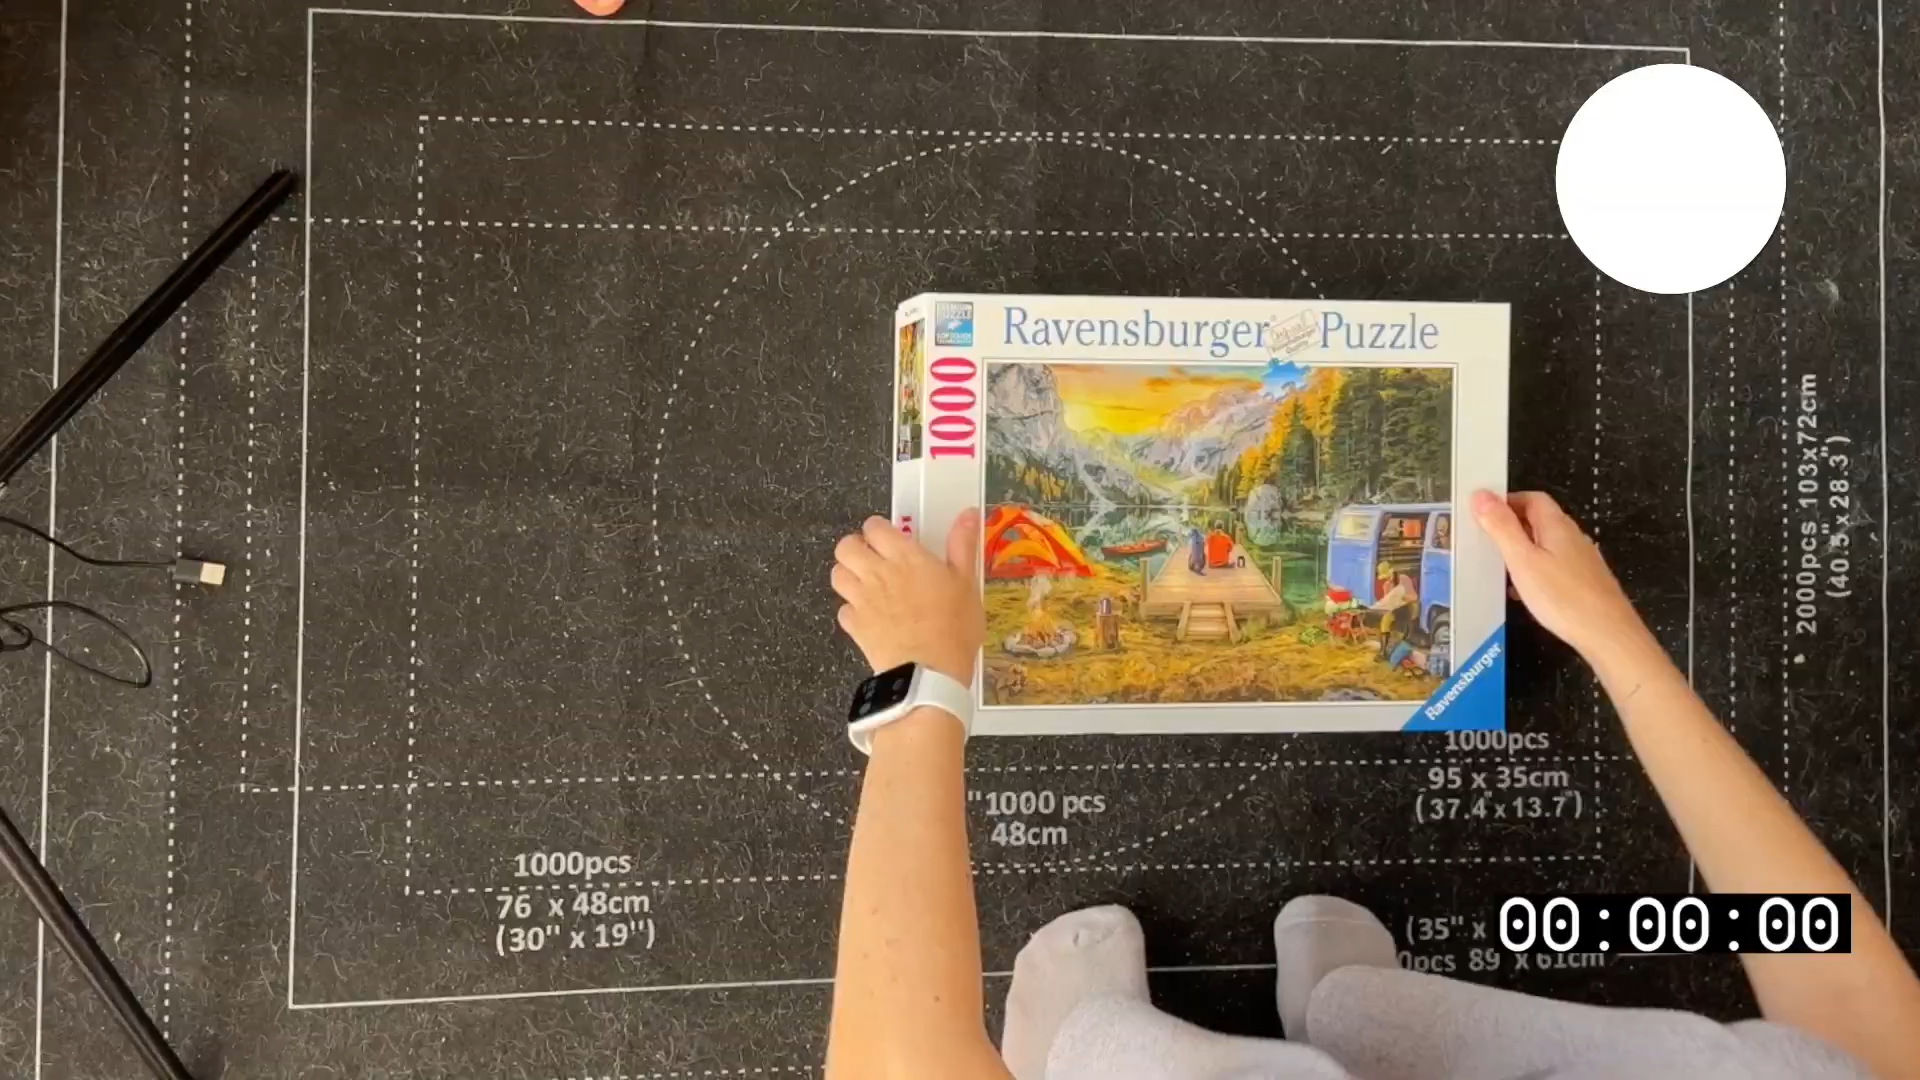 Ravensburger Puzzle
1000
Ravensburger
2000pcs 103x72cm
(40.5"x 28.3")
1000pcs
95 x 35cm
(37.4"x 13.7")
"1000 pcs
48cm
1000pcs
76 x 48cm
(30" x 19")
(35" x
0pcs 89 x 61cm
00:00:00